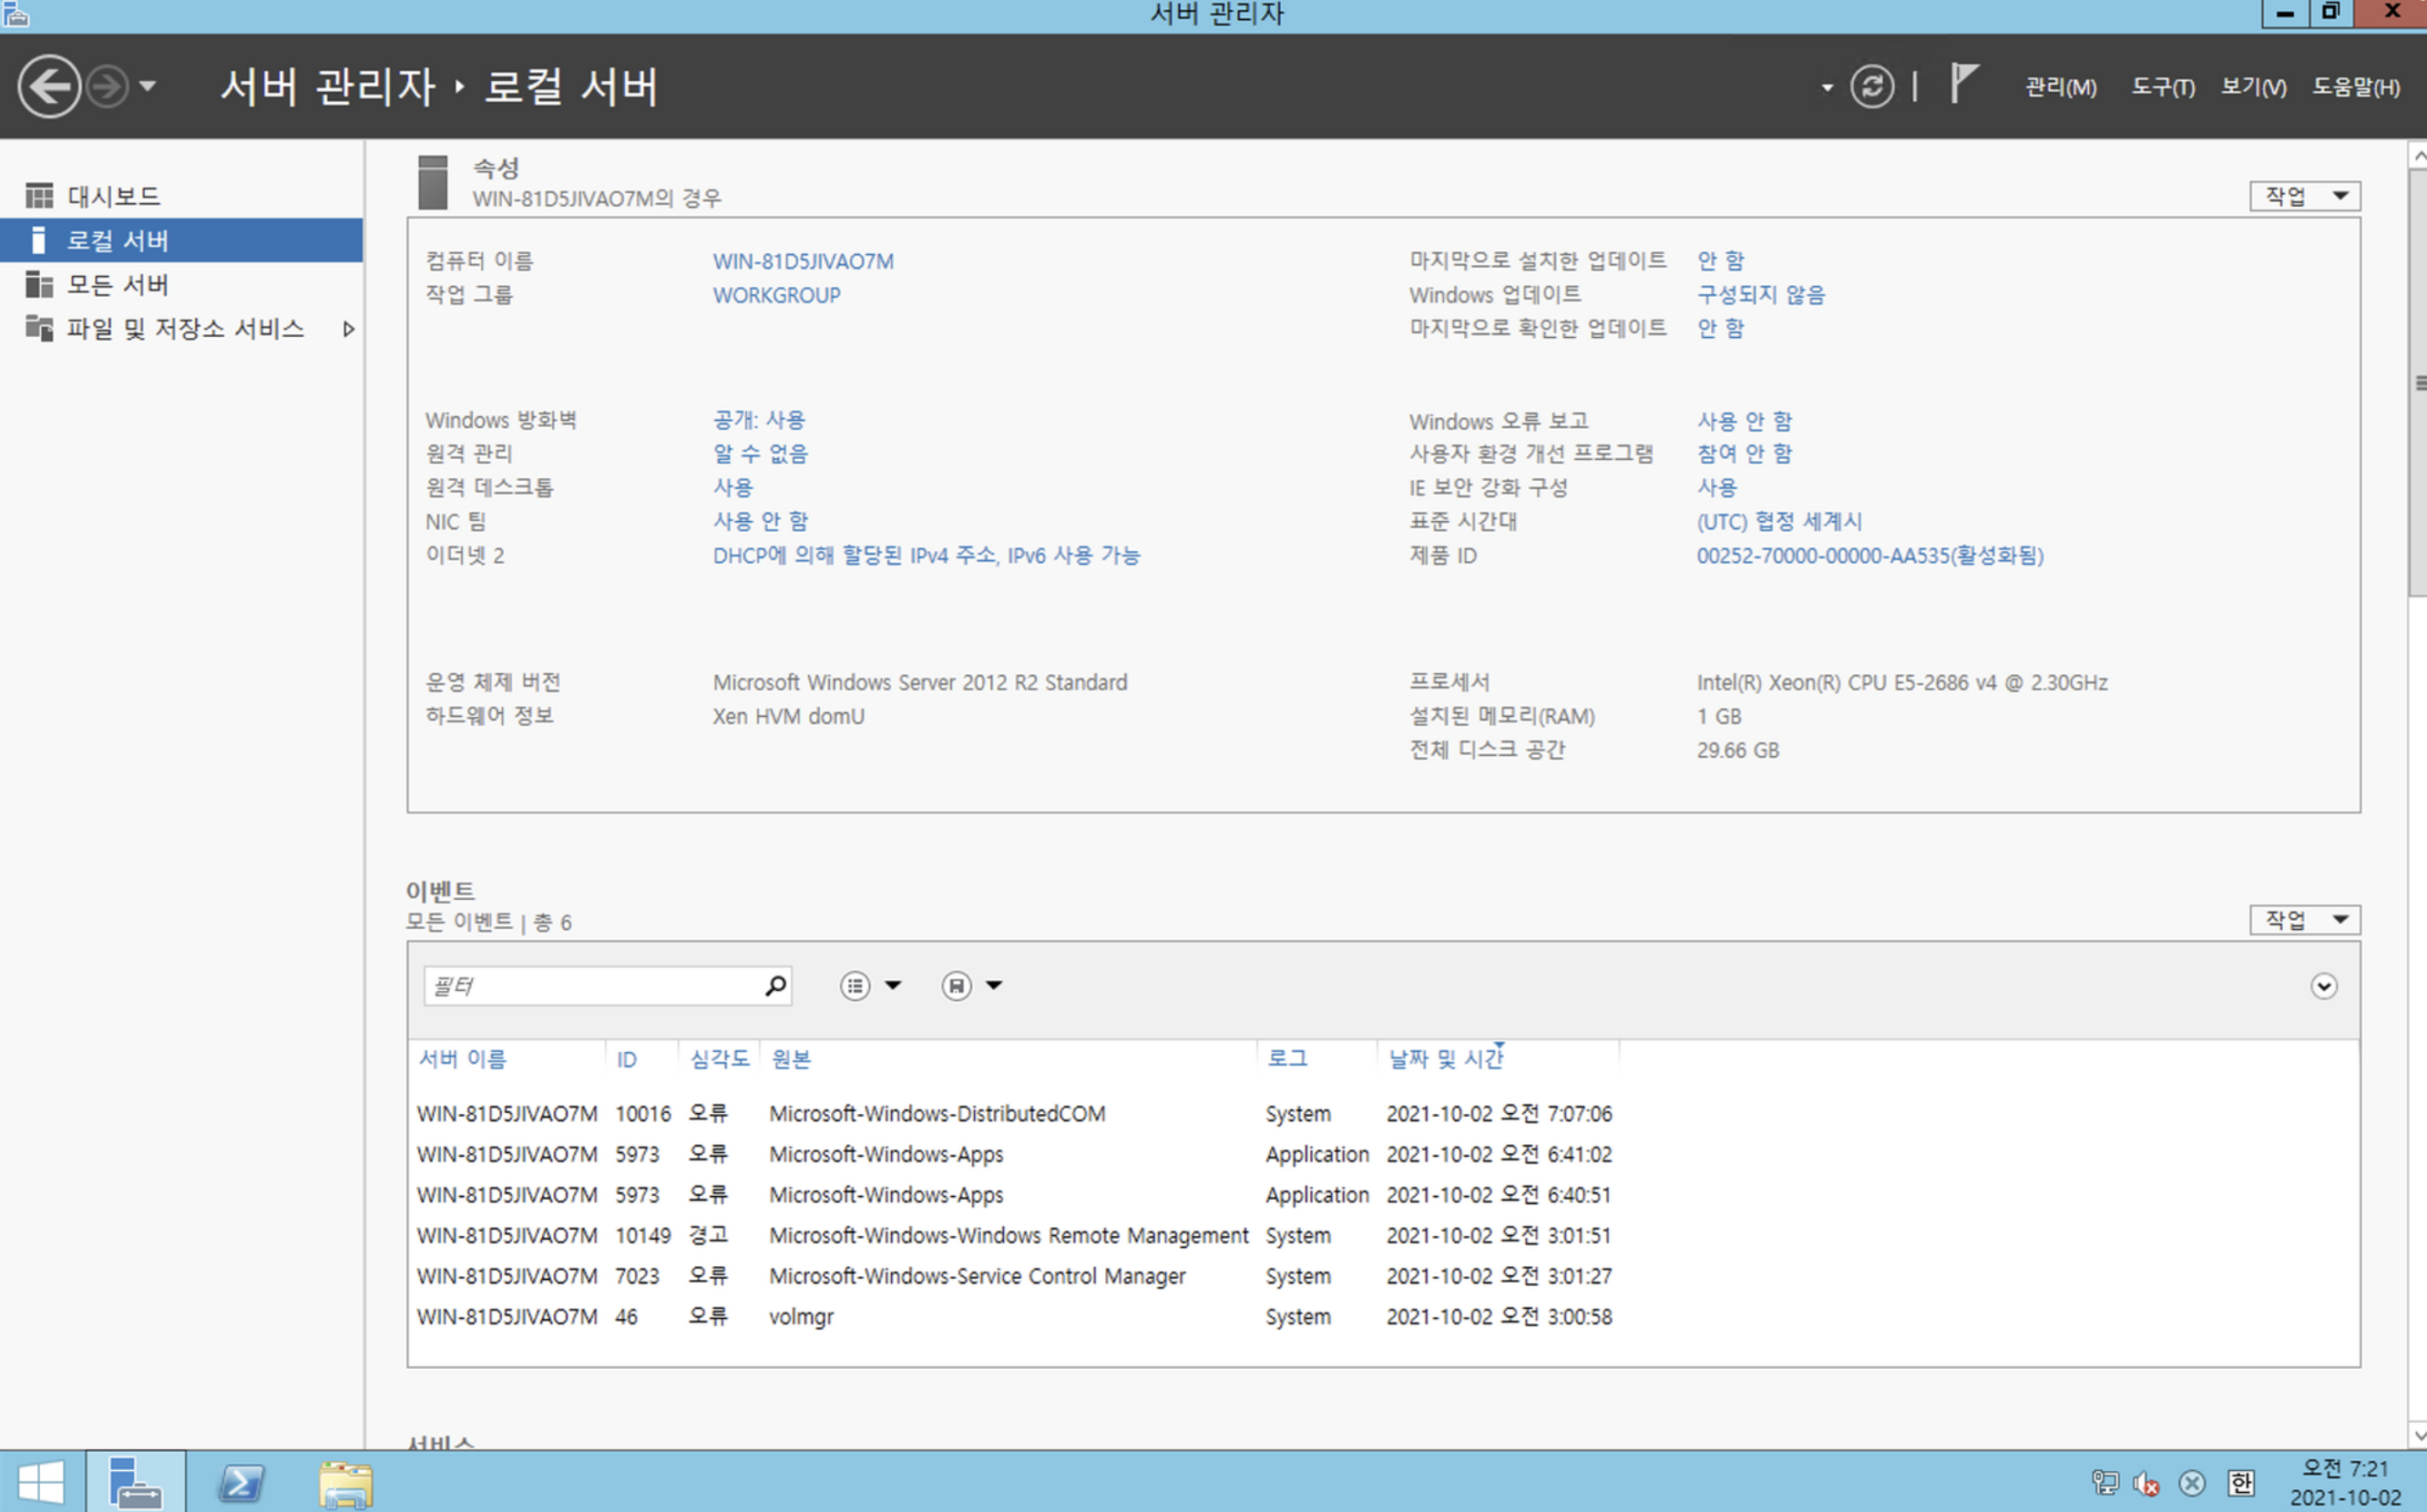 서버 관리자
서버 관리자 ‣ 로컬 서버
관리(M) 도구(T) 보기(V) 도움말(H)
대시보드
로컬 서버
모든 서버
파일 및 저장소 서비스
속성
WIN-81D5JIVAO7M의 경우
작업
컴퓨터 이름 WIN-81D5JIVAO7M 마지막으로 설치한 업데이트 안 함
작업 그룹 WORKGROUP Windows 업데이트 구성되지 않음
마지막으로 확인한 업데이트 안 함
Windows 방화벽 공개: 사용 Windows 오류 보고 사용 안 함
원격 관리 알 수 없음 사용자 환경 개선 프로그램 참여 안 함
원격 데스크톱 사용 IE 보안 강화 구성 사용
NIC 팀 사용 안 함 표준 시간대 (UTC) 협정 세계시
이더넷 2 DHCP에 의해 할당된 IPv4 주소, IPv6 사용 가능 제품 ID 00252-70000-00000-AA535(활성화됨)
운영 체제 버전 Microsoft Windows Server 2012 R2 Standard 프로세서 Intel(R) Xeon(R) CPU E5-2686 v4 @ 2.30GHz
하드웨어 정보 Xen HVM domU 설치된 메모리(RAM) 1 GB
전체 디스크 공간 29.66 GB
이벤트
모든 이벤트 | 총 6
작업
필터
서버 이름 ID 심각도 원본 로그 날짜 및 시간
WIN-81D5JIVAO7M 10016 오류 Microsoft-Windows-DistributedCOM System 2021-10-02 오전 7:07:06
WIN-81D5JIVAO7M 5973 오류 Microsoft-Windows-Apps Application 2021-10-02 오전 6:41:02
WIN-81D5JIVAO7M 5973 오류 Microsoft-Windows-Apps Application 2021-10-02 오전 6:40:51
WIN-81D5JIVAO7M 10149 경고 Microsoft-Windows-Windows Remote Management System 2021-10-02 오전 3:01:51
WIN-81D5JIVAO7M 7023 오류 Microsoft-Windows-Service Control Manager System 2021-10-02 오전 3:01:27
WIN-81D5JIVAO7M 46 오류 volmgr System 2021-10-02 오전 3:00:58
서비스
한
오전 7:21
2021-10-02